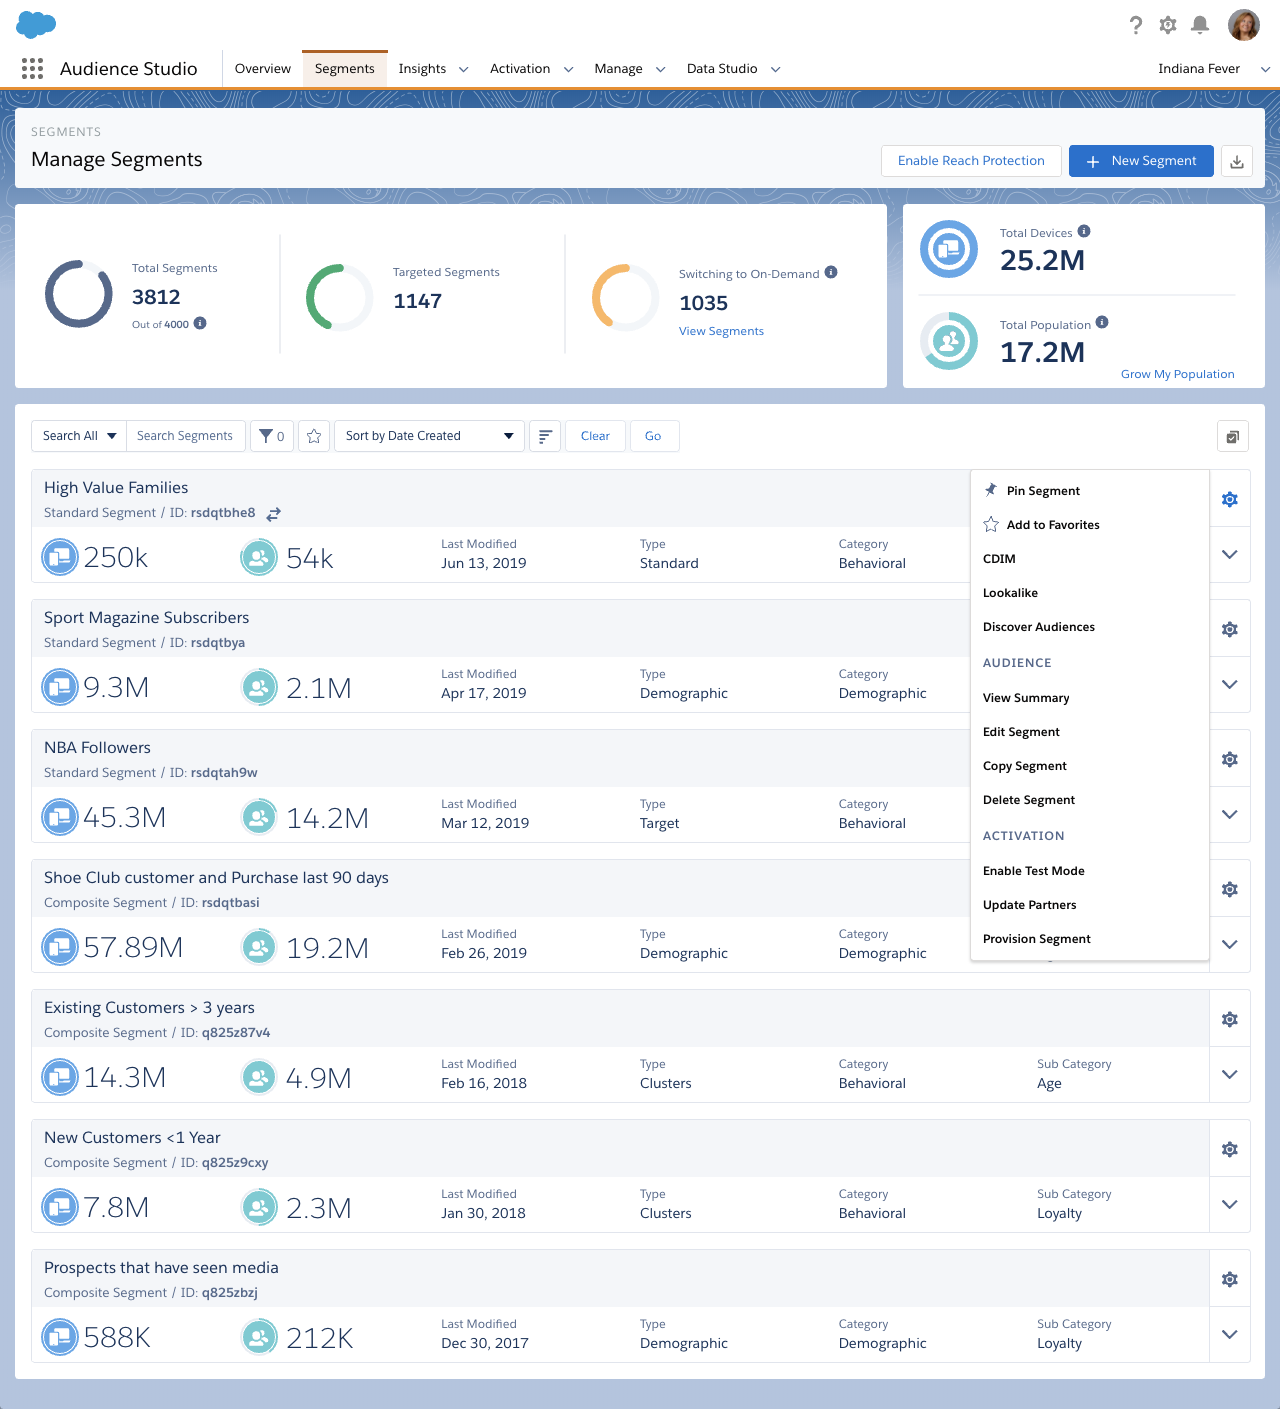 Audience Studio
Overview
Segments
Insights
Activation
Manage
Data Studio
Indiana Fever
SEGMENTS
Manage Segments
Enable Reach Protection
New Segment
Total Segments
3812
Out of 4000
Targeted Segments
1147
Switching to On-Demand
1035
View Segments
Total Devices
25.2M
Total Population
17.2M
Grow My Population
Search All
Search Segments
0
Sort by Date Created
Clear
Go
High Value Families
Standard Segment / ID: rsdqtbhe8
250k
54k
Last Modified
Jun 13, 2019
Type
Standard
Category
Behavioral
Sport Magazine Subscribers
Standard Segment / ID: rsdqtbya
9.3M
2.1M
Last Modified
Apr 17, 2019
Type
Demographic
Category
Demographic
NBA Followers
Standard Segment / ID: rsdqtah9w
45.3M
14.2M
Last Modified
Mar 12, 2019
Type
Target
Category
Behavioral
Shoe Club customer and Purchase last 90 days
Composite Segment / ID: rsdqtbasi
57.89M
19.2M
Last Modified
Feb 26, 2019
Type
Demographic
Category
Demographic
Pin Segment
Add to Favorites
CDIM
Lookalike
Discover Audiences
AUDIENCE
View Summary
Edit Segment
Copy Segment
Delete Segment
ACTIVATION
Enable Test Mode
Update Partners
Provision Segment
Existing Customers > 3 years
Composite Segment / ID: q825z87v4
14.3M
4.9M
Last Modified
Feb 16, 2018
Type
Clusters
Category
Behavioral
Sub Category
Age
New Customers <1 Year
Composite Segment / ID: q825z9cxy
7.8M
2.3M
Last Modified
Jan 30, 2018
Type
Clusters
Category
Behavioral
Sub Category
Loyalty
Prospects that have seen media
Composite Segment / ID: q825zbzj
588K
212K
Last Modified
Dec 30, 2017
Type
Demographic
Category
Demographic
Sub Category
Loyalty